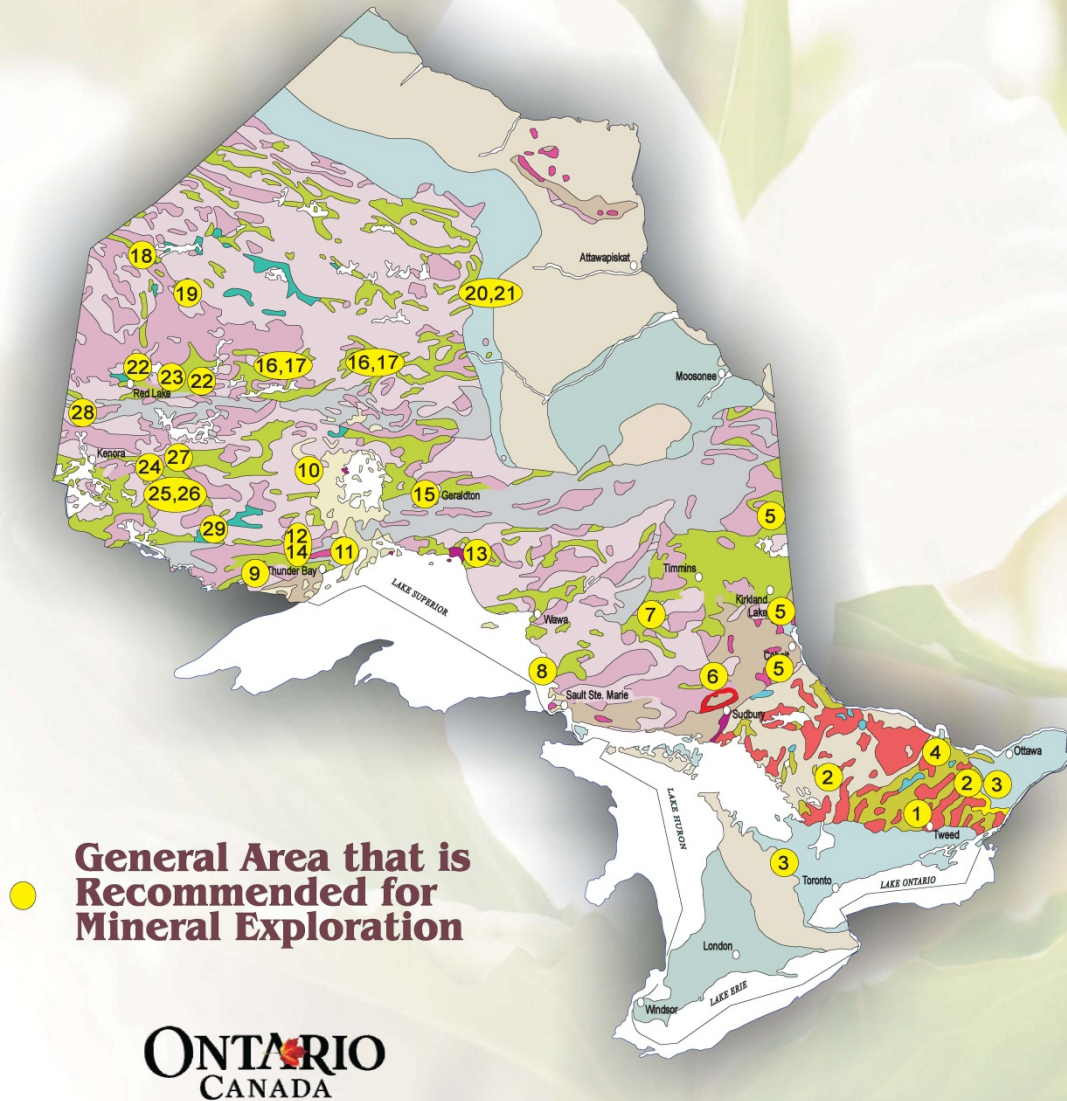 Attawapiskat
18
19
20,21
22
23
22
16,17
16,17
Red Lake
Moosonee
28
Kenora
24
27
10
25,26
15
Geraldton
5
29
12
14
11
13
9
Thunder Bay
Timmins
LAKE SUPERIOR
Kirkland
Lake
5
Wawa
7
Cobalt
8
6
5
Sault Ste. Marie
Sudbury
4
Ottawa
2
2
3
1
Tweed
LAKE HURON
3
Toronto
LAKE ONTARIO
London
LAKE ERIE
Windsor
General Area that is
Recommended for
Mineral Exploration
ONTARIO
CANADA